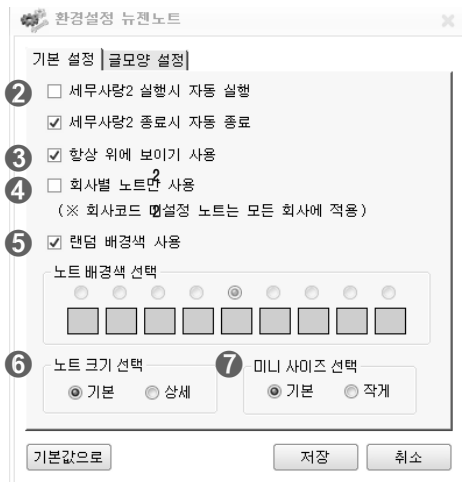 환경설정 뉴젠노트
기본 설정 글모양 설정
2 세무사랑2 실행시 자동 실행
세무사랑2 종료시 자동 종료
3 항상 위에 보이기 사용
2
4 회사별 노트만 사용
(※ 회사코드 미설정 노트는 모든 회사에 적용)
2
5 랜덤 배경색 사용
노트 배경색 선택
6 노트 크기 선택
기본 상세
7 미니 사이즈 선택
기본 작게
기본값으로 저장 취소